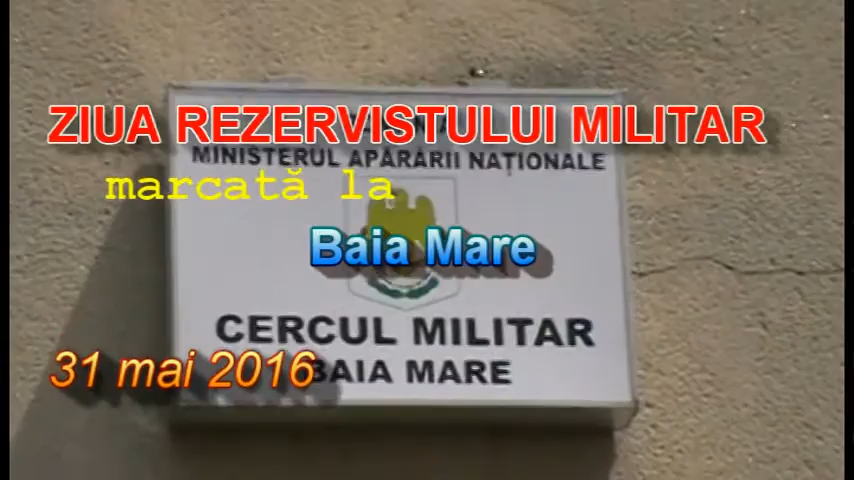 ZIUA REZERVISTULUI MILITAR
MINISTERUL APĂRĂRII NAȚIONALE
marcată la
Baia Mare
CERCUL MILITAR
31 mai 2016
BAIA MARE